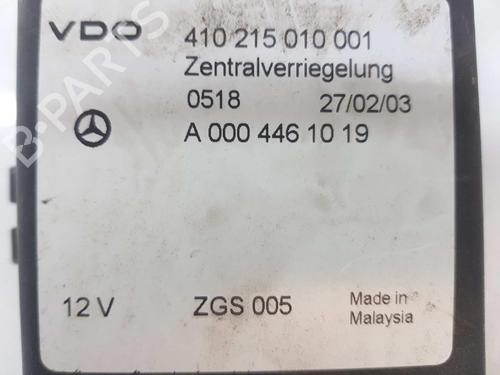 VDO 410 215 010 001
Zentralverriegelung
0518 27/02/03
A 000 446 10 19
12 V ZGS 005 Made in
Malaysia
B-PARTS